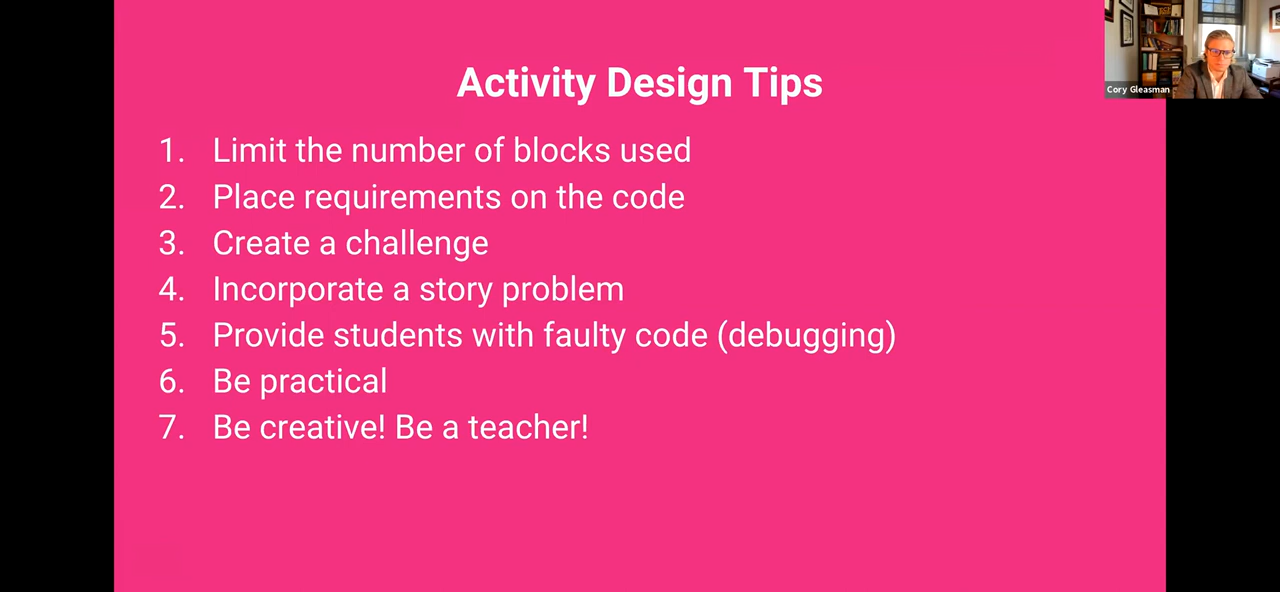 Activity Design Tips
1. Limit the number of blocks used
2. Place requirements on the code
3. Create a challenge
4. Incorporate a story problem
5. Provide students with faulty code (debugging)
6. Be practical
7. Be creative! Be a teacher!
Cory Gleasman